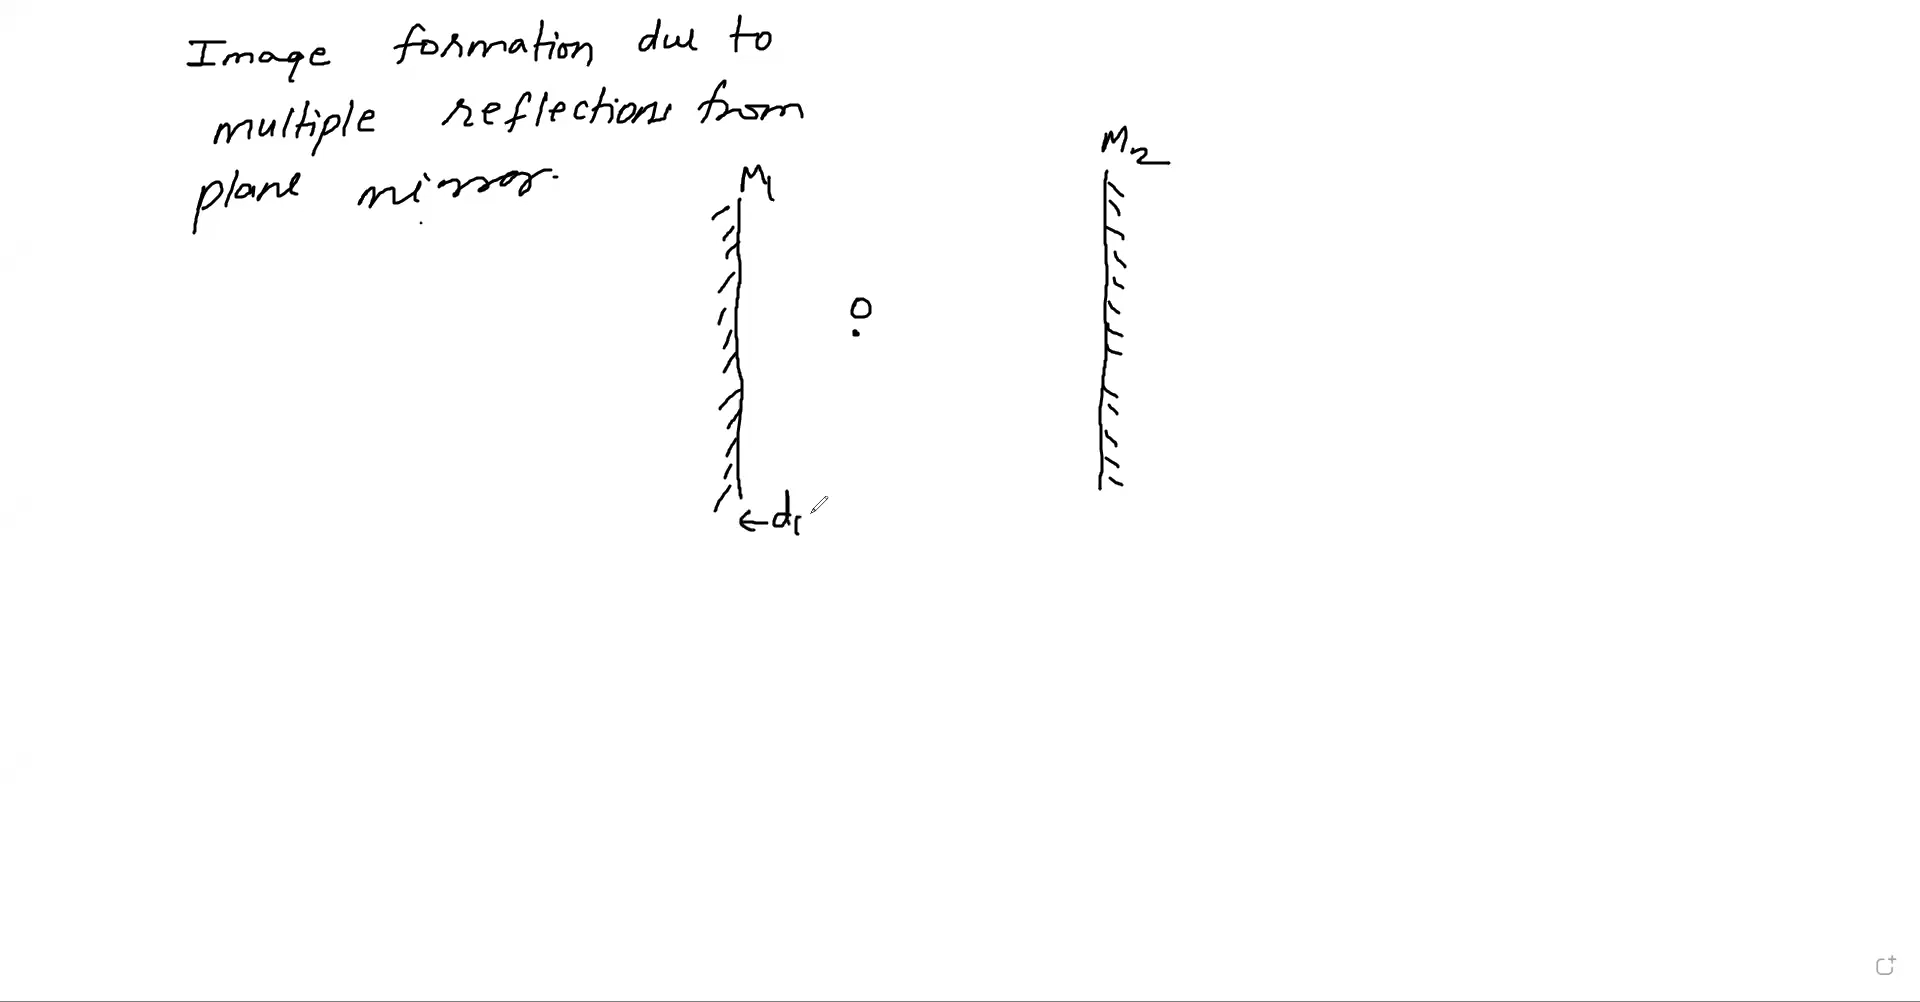 Image formation due to
multiple reflections from
plane mirror.
M1
M2
O
←d1